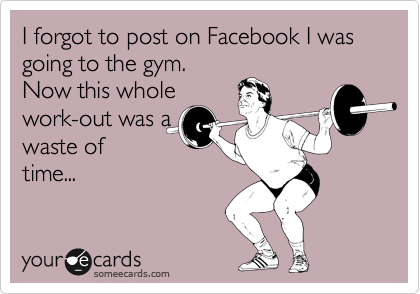 I forgot to post on Facebook I was
going to the gym.
Now this whole
work-out was a
waste of
time...
your e cards
someecards.com